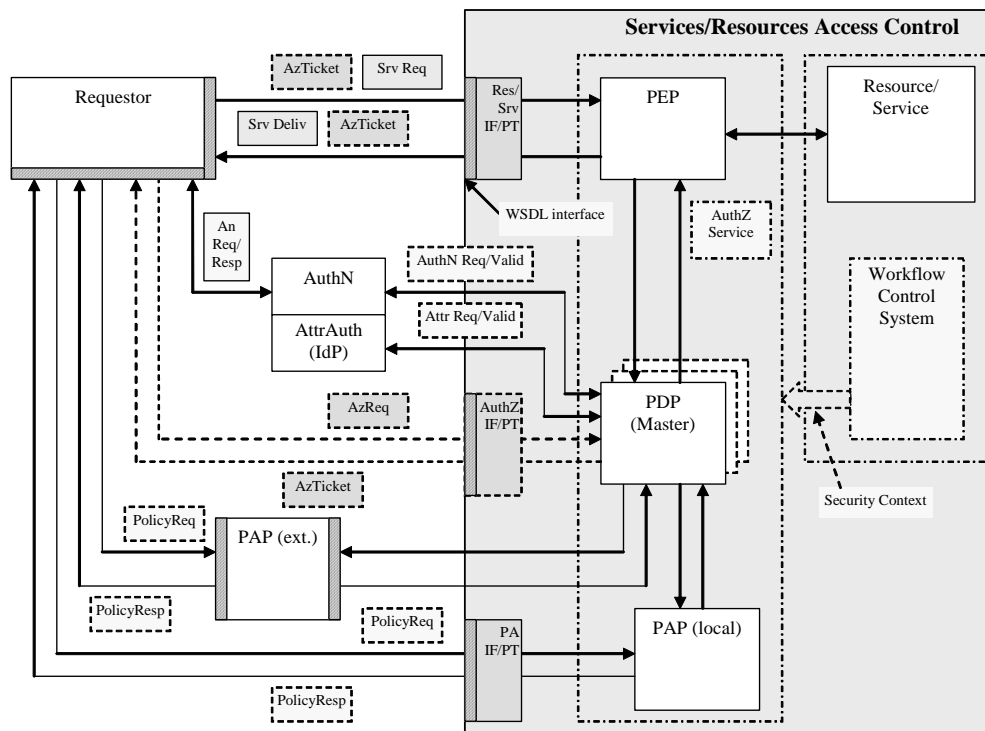 Services/Resources Access Control
AzTicket
Srv Req
Requestor
Res/
Srv
IF/PT
PEP
Resource/
Service
Srv Deliv
AzTicket
WSDL interface
AuthZ
Service
An
Req/
Resp
AuthN Req/Valid
AuthN
Attr Req/Valid
AttrAuth
(IdP)
Workflow
Control
System
AzReq
AuthZ
IF/PT
PDP
(Master)
AzTicket
Security Context
PolicyReq
PAP (ext.)
PolicyResp
PolicyReq
PA
IF/PT
PAP (local)
PolicyResp